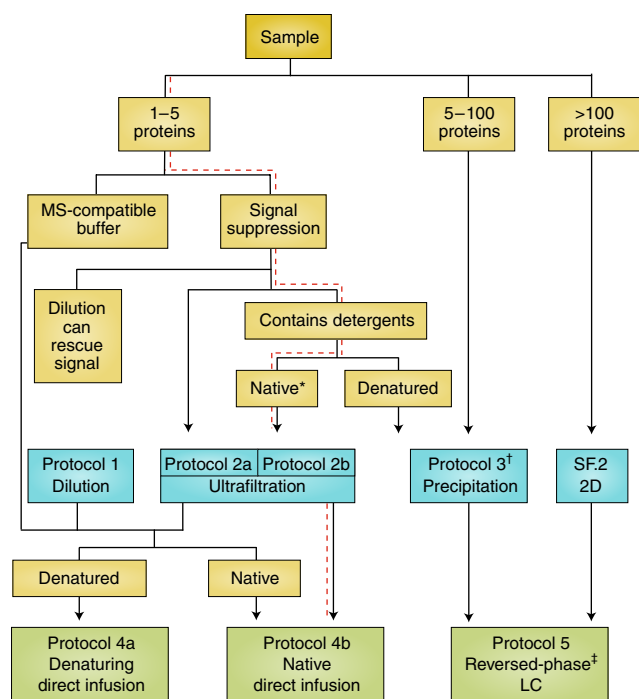 Sample
1–5
proteins
5–100
proteins
>100
proteins
MS-compatible
buffer
Signal
suppression
Dilution
can
rescue
signal
Contains detergents
Native*
Denatured
Protocol 1
Dilution
Protocol 2a
Protocol 2b
Ultrafiltration
Protocol 3†
Precipitation
SF.2
2D
Denatured
Native
Protocol 4a
Denaturing
direct infusion
Protocol 4b
Native
direct infusion
Protocol 5
Reversed-phase‡
LC